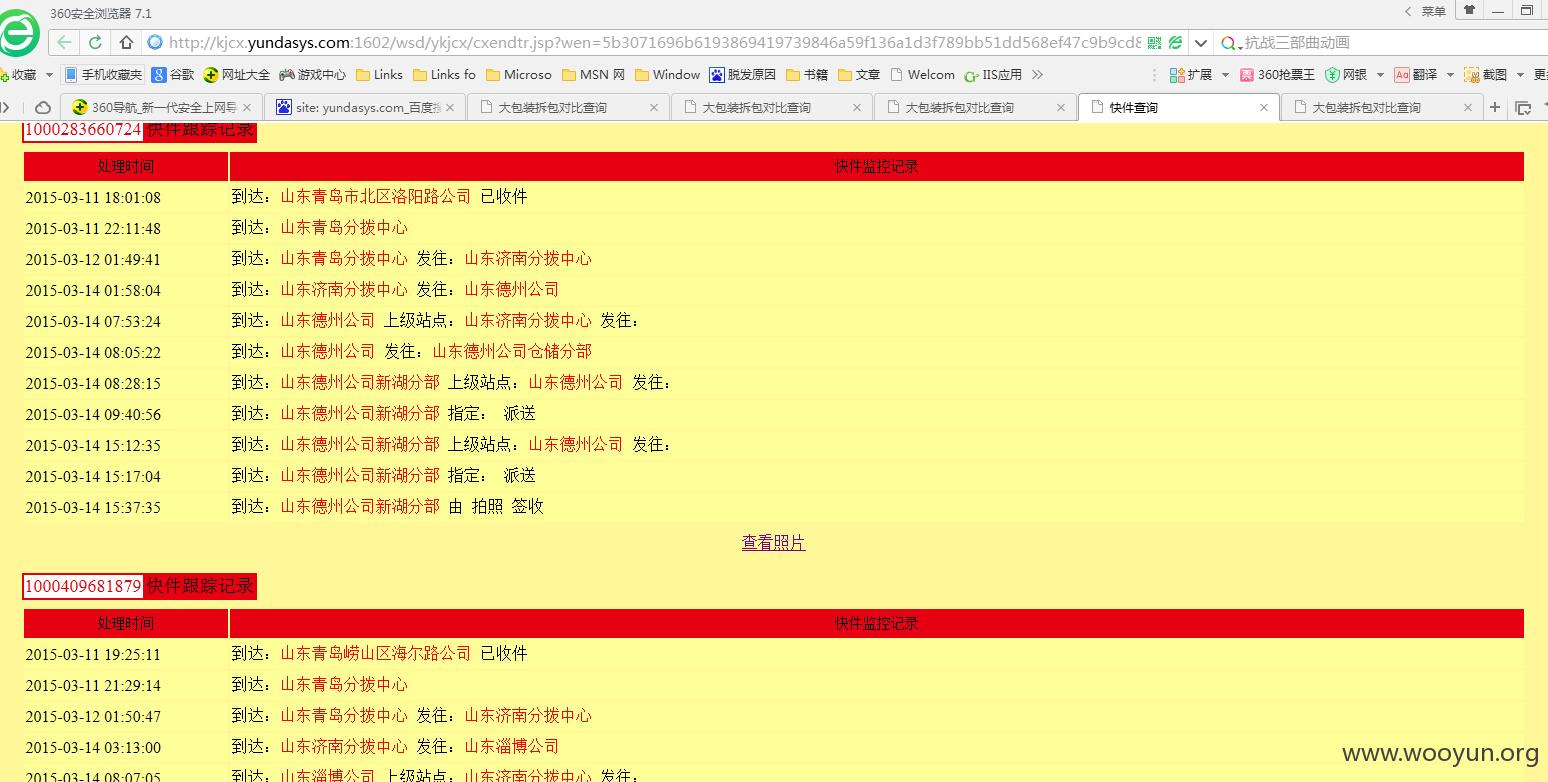 360安全浏览器 7.1
菜单
http://kjcx.yundasys.com:1602/wsd/ykjcx/cxendtr.jsp?wen=5b3071696b6193869419739846a59f136a1d3f789bb51dd568ef47c9b9cd8
抗战三部曲动画
收藏 手机收藏夹 谷歌 网址大全 游戏中心 Links Links fo Microso MSN 网 Window 脱发原因 书籍 文章 Welcom IIS应用 扩展 360抢票王 网银 翻译 截图 更
360导航_新一代安全上网导 site: yundasys.com_百度搜 大包装拆包对比查询 大包装拆包对比查询 大包装拆包对比查询 快件查询 大包装拆包对比查询
1000283660724 快件跟踪记录
处理时间 快件监控记录
2015-03-11 18:01:08 到达：山东青岛市北区洛阳路公司 已收件
2015-03-11 22:11:48 到达：山东青岛分拨中心
2015-03-12 01:49:41 到达：山东青岛分拨中心 发往：山东济南分拨中心
2015-03-14 01:58:04 到达：山东济南分拨中心 发往：山东德州公司
2015-03-14 07:53:24 到达：山东德州公司 上级站点：山东济南分拨中心 发往：
2015-03-14 08:05:22 到达：山东德州公司 发往：山东德州公司仓储分部
2015-03-14 08:28:15 到达：山东德州公司新湖分部 上级站点：山东德州公司 发往：
2015-03-14 09:40:56 到达：山东德州公司新湖分部 指定： 派送
2015-03-14 15:12:35 到达：山东德州公司新湖分部 上级站点：山东德州公司 发往：
2015-03-14 15:17:04 到达：山东德州公司新湖分部 指定： 派送
2015-03-14 15:37:35 到达：山东德州公司新湖分部 由 拍照 签收
查看照片
1000409681879 快件跟踪记录
处理时间 快件监控记录
2015-03-11 19:25:11 到达：山东青岛崂山区海尔路公司 已收件
2015-03-11 21:29:14 到达：山东青岛分拨中心
2015-03-12 01:50:47 到达：山东青岛分拨中心 发往：山东济南分拨中心
2015-03-14 03:13:00 到达：山东济南分拨中心 发往：山东淄博公司
2015-03-14 08:07:05 到达：山东淄博公司 上级站点：山东济南分拨中心 发往：
www.wooyun.org